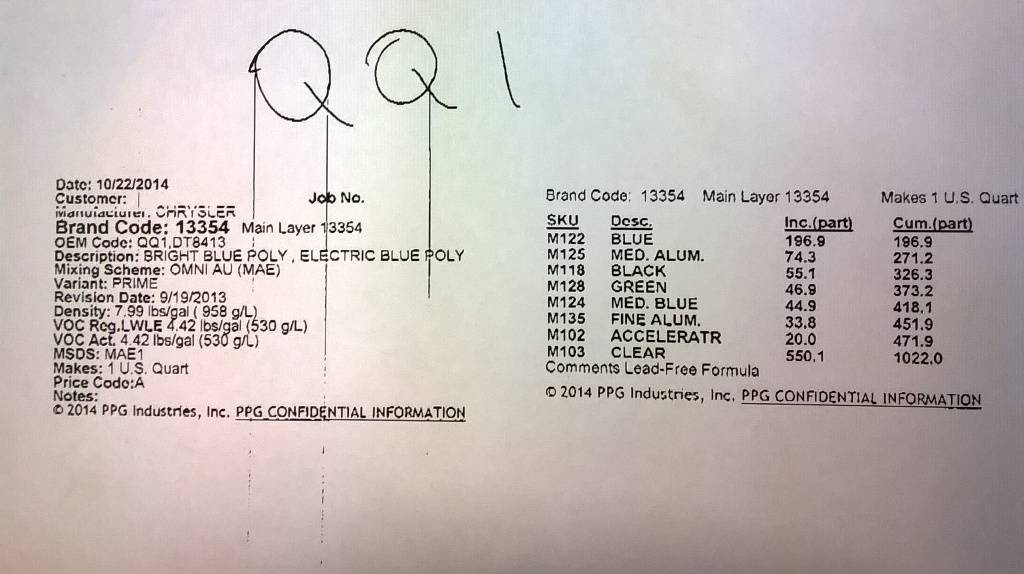 QQ1
Date: 10/22/2014
Customer:
Job No.
Manufacturer: CHRYSLER
Brand Code: 13354 Main Layer 13354
OEM Code: QQ1,DT8413
Description: BRIGHT BLUE POLY , ELECTRIC BLUE POLY
Mixing Scheme: OMNI AU (MAE)
Variant: PRIME
Revision Date: 9/19/2013
Density: 7.99 lbs/gal ( 958 g/L)
VOC Reg.LWLE 4.42 lbs/gal (530 g/L)
VOC Act. 4.42 lbs/gal (530 g/L)
MSDS: MAE1
Makes: 1 U.S. Quart
Price Code:A
Notes:
© 2014 PPG Industries, Inc. PPG CONFIDENTIAL INFORMATION
Brand Code: 13354 Main Layer 13354 Makes 1 U.S. Quart
SKU Desc. Inc.(part) Cum.(part)
M122 BLUE 196.9 196.9
M125 MED. ALUM. 74.3 271.2
M118 BLACK 55.1 326.3
M128 GREEN 46.9 373.2
M124 MED. BLUE 44.9 418.1
M135 FINE ALUM. 33.8 451.9
M102 ACCELERATR 20.0 471.9
M103 CLEAR 550.1 1022.0
Comments Lead-Free Formula
© 2014 PPG Industries, Inc. PPG CONFIDENTIAL INFORMATION